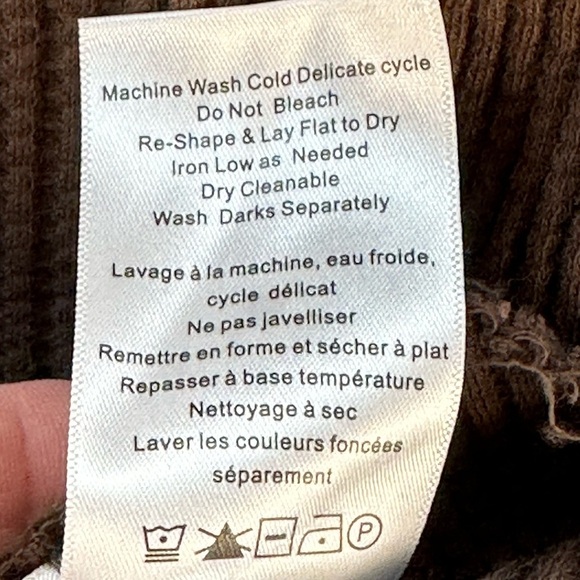 Machine Wash Cold Delicate cycle
Do Not Bleach
Re-Shape & Lay Flat to Dry
Iron Low as Needed
Dry Cleanable
Wash Darks Separately
Lavage à la machine, eau froide,
cycle délicat
Ne pas javelliser
Remettre en forme et sécher à plat
Repasser à base température
Nettoyage à sec
Laver les couleurs foncées
séparement
P